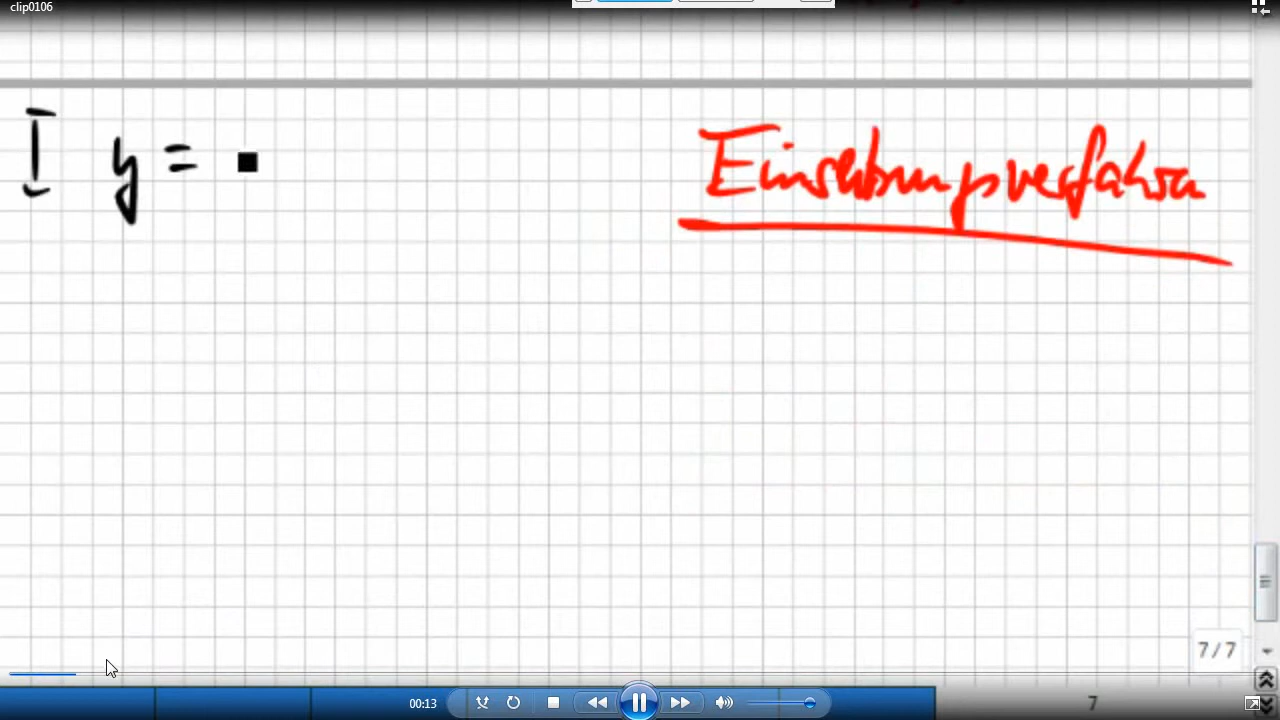 clip0106
I y = Einsetzungsverfahren
7/7
00:13
7